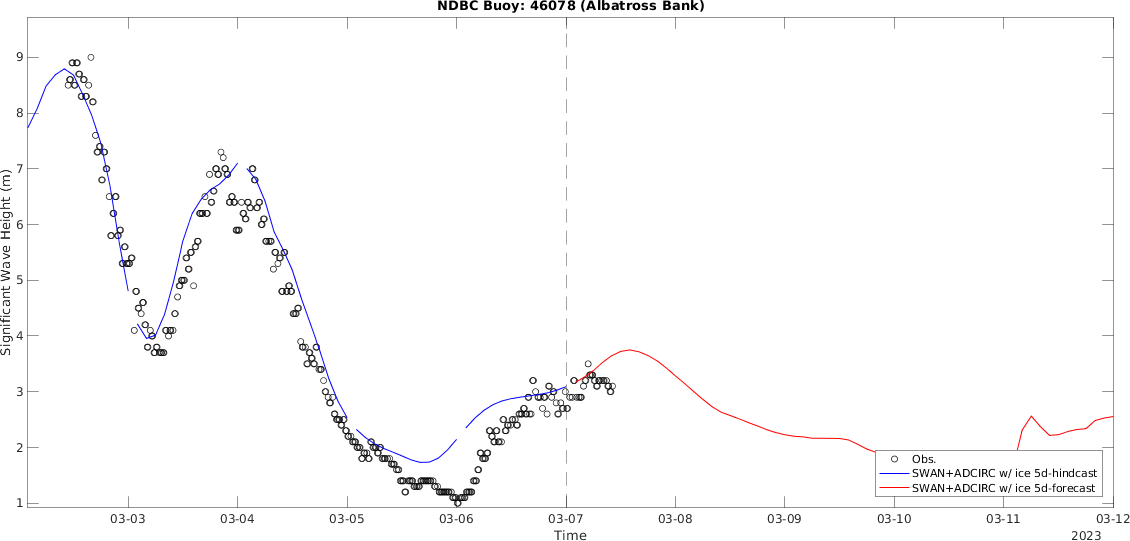 NDBC Buoy: 46078 (Albatross Bank)
Significant Wave Height (m)
9
8
7
6
5
4
3
2
1
Obs.
SWAN+ADCIRC w/ ice 5d-hindcast
SWAN+ADCIRC w/ ice 5d-forecast
03-03 03-04 03-05 03-06 03-07 03-08 03-09 03-10 03-11 03-12
Time
2023